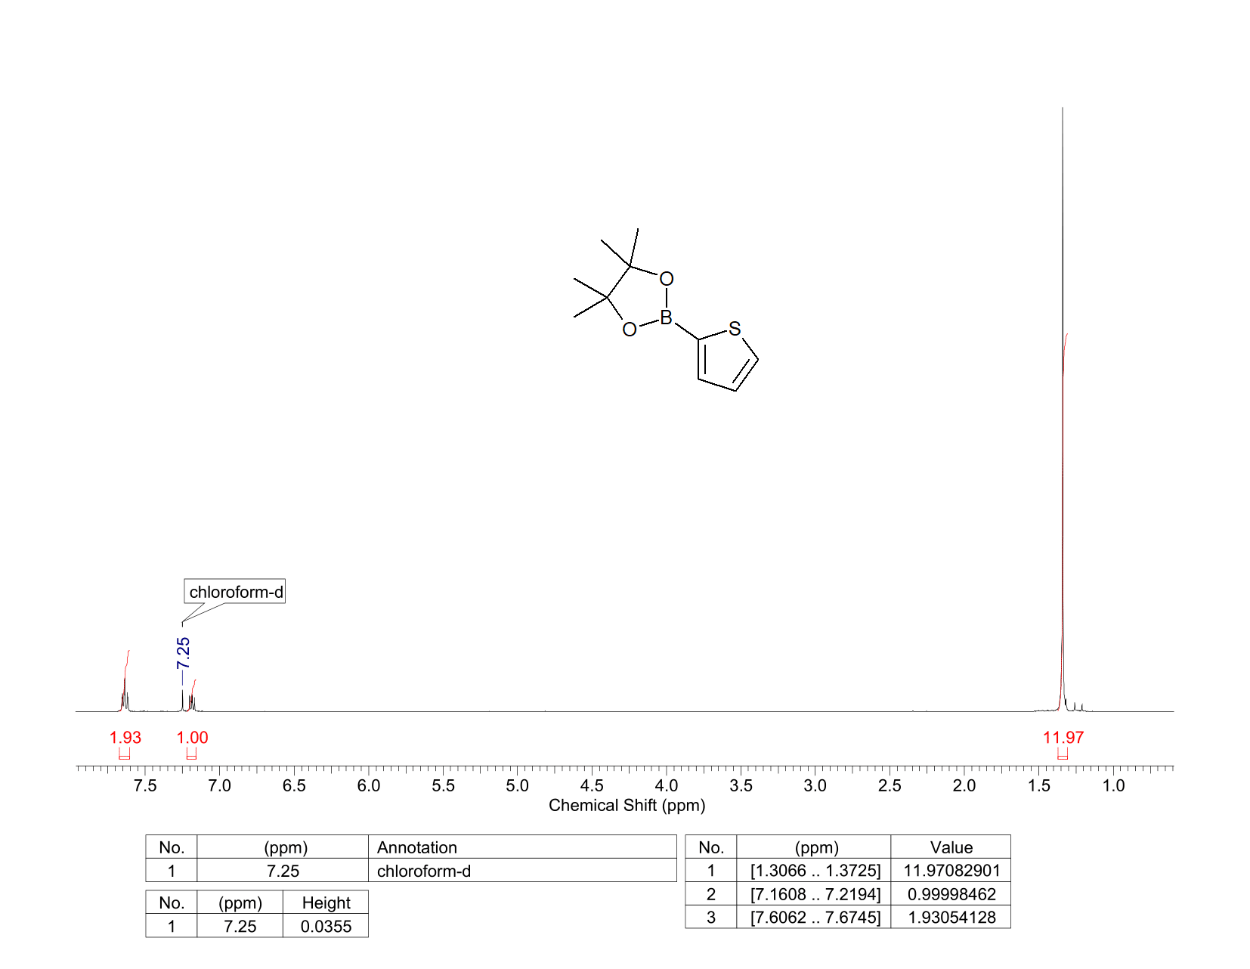 O
O
B
S
chloroform-d
7.25
1.93
1.00
11.97
7.5 7.0 6.5 6.0 5.5 5.0 4.5 4.0 3.5 3.0 2.5 2.0 1.5 1.0
Chemical Shift (ppm)
No. (ppm) Annotation
1 7.25 chloroform-d
No. (ppm) Height
1 7.25 0.0355
No. (ppm) Value
1 [1.3066 .. 1.3725] 11.97082901
2 [7.1608 .. 7.2194] 0.99998462
3 [7.6062 .. 7.6745] 1.93054128